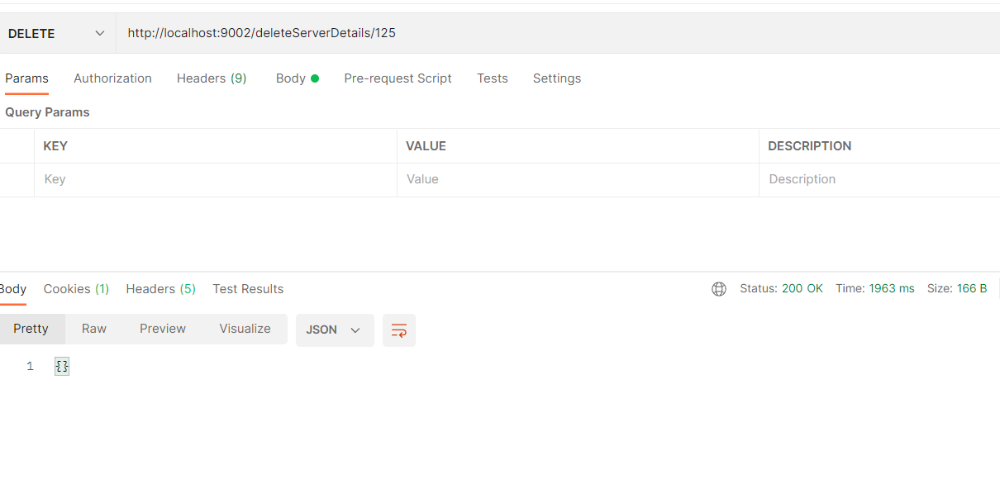 DELETE http://localhost:9002/deleteServerDetails/125
Params Authorization Headers (9) Body Pre-request Script Tests Settings
Query Params
KEY VALUE DESCRIPTION
Key Value Description
Body Cookies (1) Headers (5) Test Results Status: 200 OK Time: 1963 ms Size: 166 B
Pretty Raw Preview Visualize JSON
1 {}